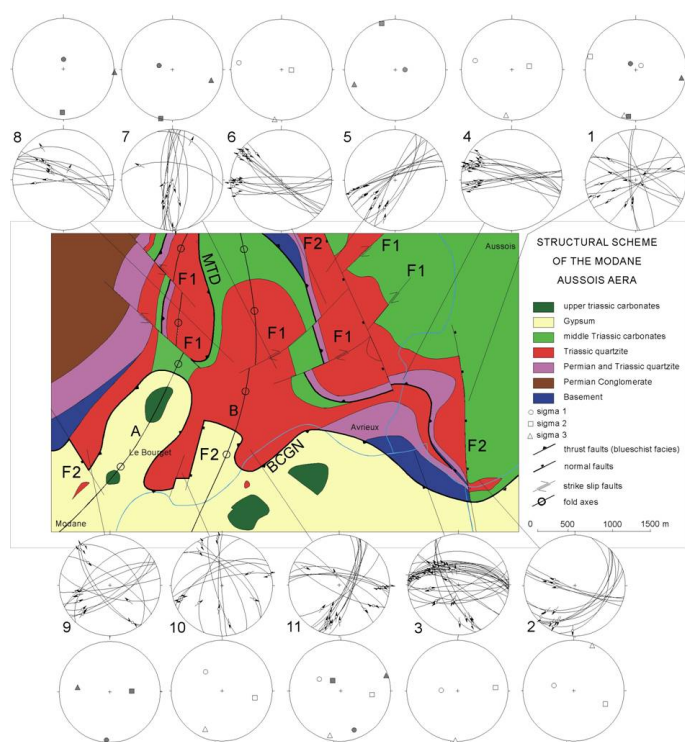 8
7
6
5
4
1
STRUCTURAL SCHEME
OF THE MODANE
AUSSOIS AERA
upper triassic carbonates
Gypsum
middle Triassic carbonates
Triassic quartzite
Permian and Triassic quartzite
Permian Conglomerate
Basement
sigma 1
sigma 2
sigma 3
thrust faults (blueschist facies)
normal faults
strike slip faults
fold axes
0 500 1000 1500 m
F2
F1
Aussois
F1
MTD
F1
F1
F1
F1
A
B
Avrieux
Le Bourget
F2
F2
BCGN
F2
Modane
9
10
11
3
2